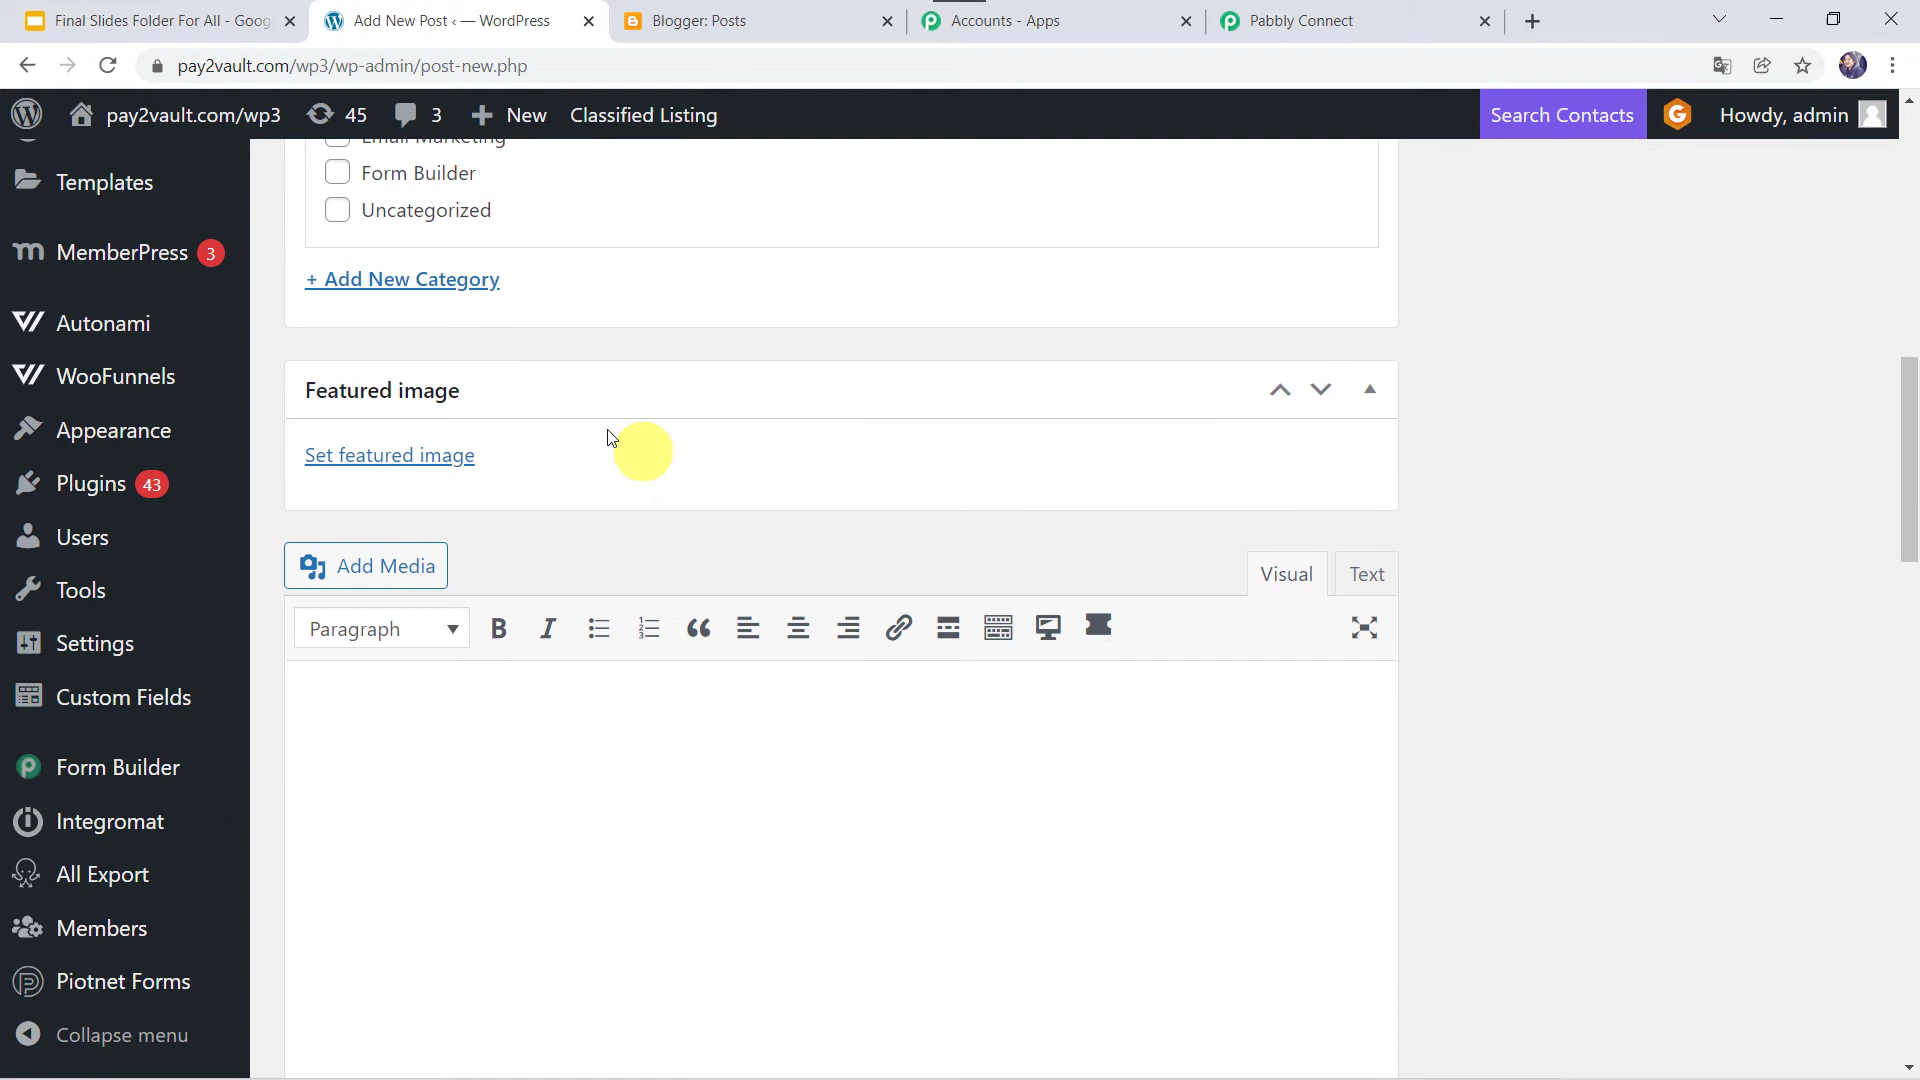 Final Slides Folder For All - Goog
Add New Post ‹ — WordPress
Blogger: Posts
Accounts - Apps
Pabbly Connect
pay2vault.com/wp3/wp-admin/post-new.php
pay2vault.com/wp3
45
3
New
Classified Listing
Search Contacts
Howdy, admin
Templates
MemberPress 3
Autonami
WooFunnels
Appearance
Plugins 43
Users
Tools
Settings
Custom Fields
Form Builder
Integromat
All Export
Members
Piotnet Forms
Collapse menu
Email Marketing
Form Builder
Uncategorized
+ Add New Category
Featured image
Set featured image
Add Media
Visual
Text
Paragraph